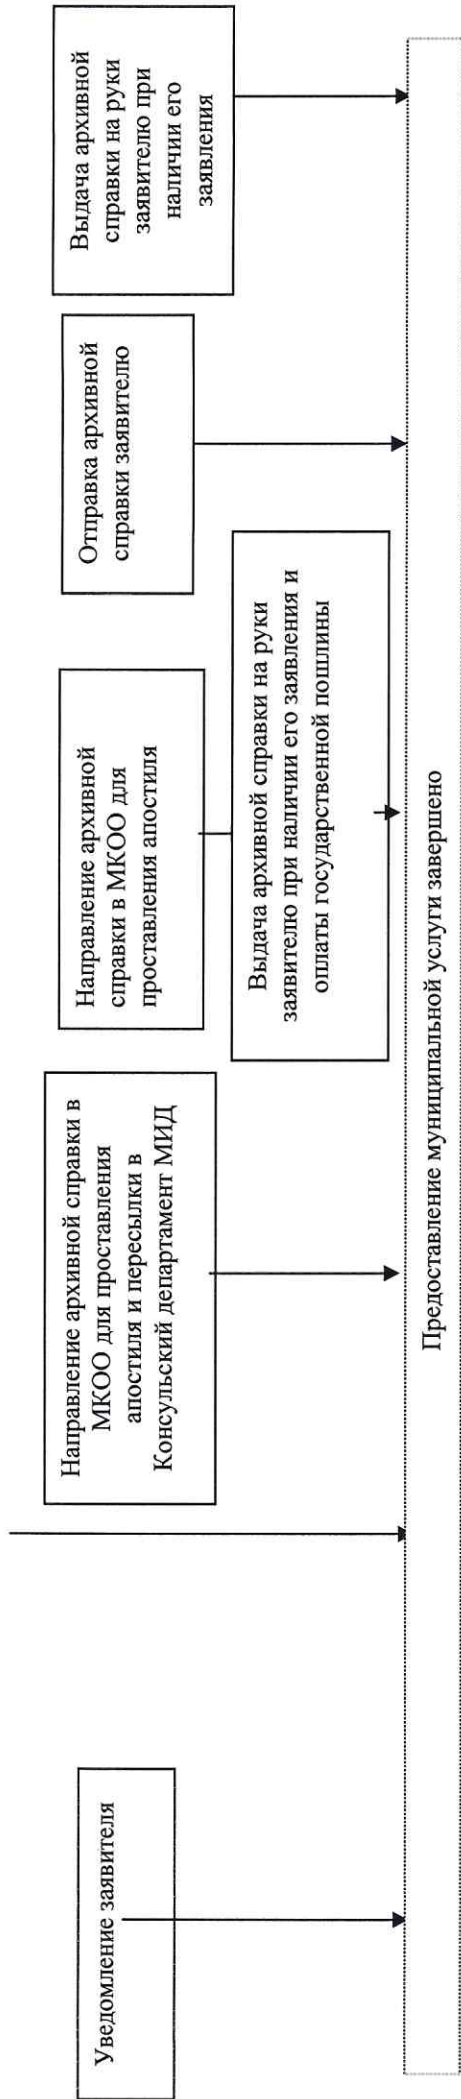 Уведомление заявителя
Направление архивной справки в
МКОО для проставления
апостиля и пересылки в
Консульский департамент МИД
Направление архивной
справки в МКОО для
проставления апостиля
Выдача архивной справки на руки
заявителю при наличии его заявления и
оплаты государственной пошлины
Отправка архивной
справки заявителю
Выдача архивной
справки на руки
заявителю при
наличии его
заявления
Предоставление муниципальной услуги завершено